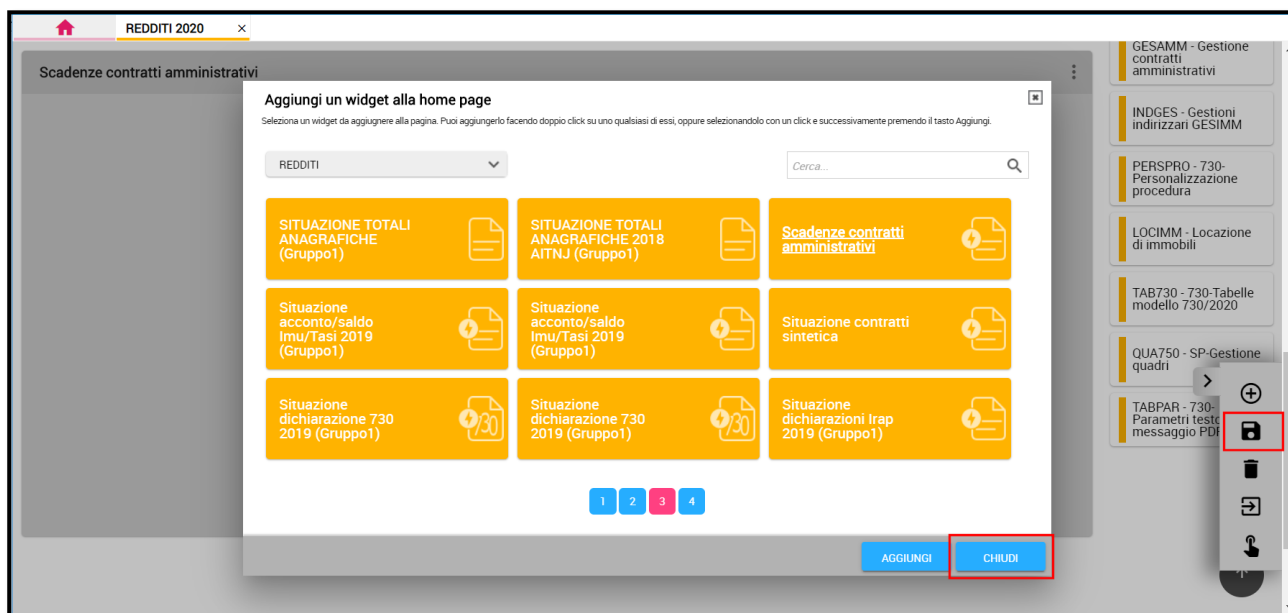 REDDITI 2020 ×
Scadenze contratti amministrativi
Aggiungi un widget alla home page
Seleziona un widget da aggiugnere alla pagina. Puoi aggiungerlo facendo doppio click su uno qualsiasi di essi, oppure selezionandolo con un click e successivamente premendo il tasto Aggiungi.
REDDITI
Cerca...
SITUAZIONE TOTALI
ANAGRAFICHE
(Gruppo1)
SITUAZIONE TOTALI
ANAGRAFICHE 2018
AITNJ (Gruppo1)
Scadenze contratti
amministrativi
Situazione
acconto/saldo
Imu/Tasi 2019
(Gruppo1)
Situazione
acconto/saldo
Imu/Tasi 2019
(Gruppo1)
Situazione contratti
sintetica
Situazione
dichiarazione 730
2019 (Gruppo1)
730
Situazione
dichiarazione 730
2019 (Gruppo1)
730
Situazione
dichiarazioni Irap
2019 (Gruppo1)
1 2 3 4
AGGIUNGI CHIUDI
GESAMM - Gestione
contratti
amministrativi
INDGES - Gestioni
indirizzari GESIMM
PERSPRO - 730-
Personalizzazione
procedura
LOCIMM - Locazione
di immobili
TAB730 - 730-Tabelle
modello 730/2020
QUA750 - SP-Gestione
quadri
TABPAR - 730-
Parametri testo
messaggio PDF